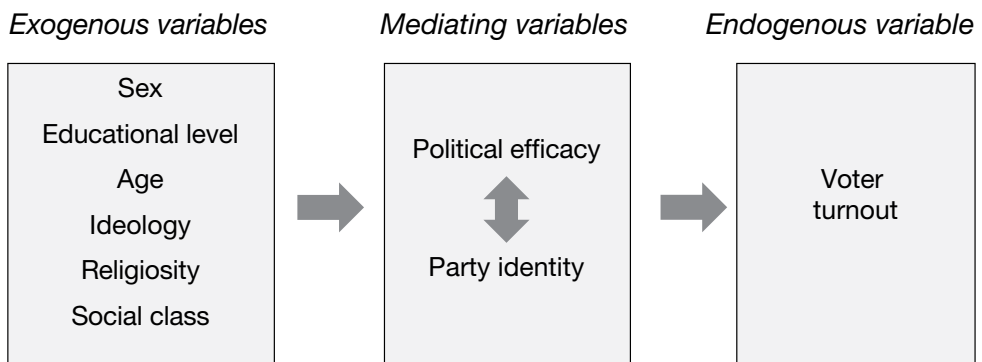 Exogenous variables
Mediating variables
Endogenous variable
Sex
Educational level
Age
Ideology
Religiosity
Social class
Political efficacy
Party identity
Voter
turnout